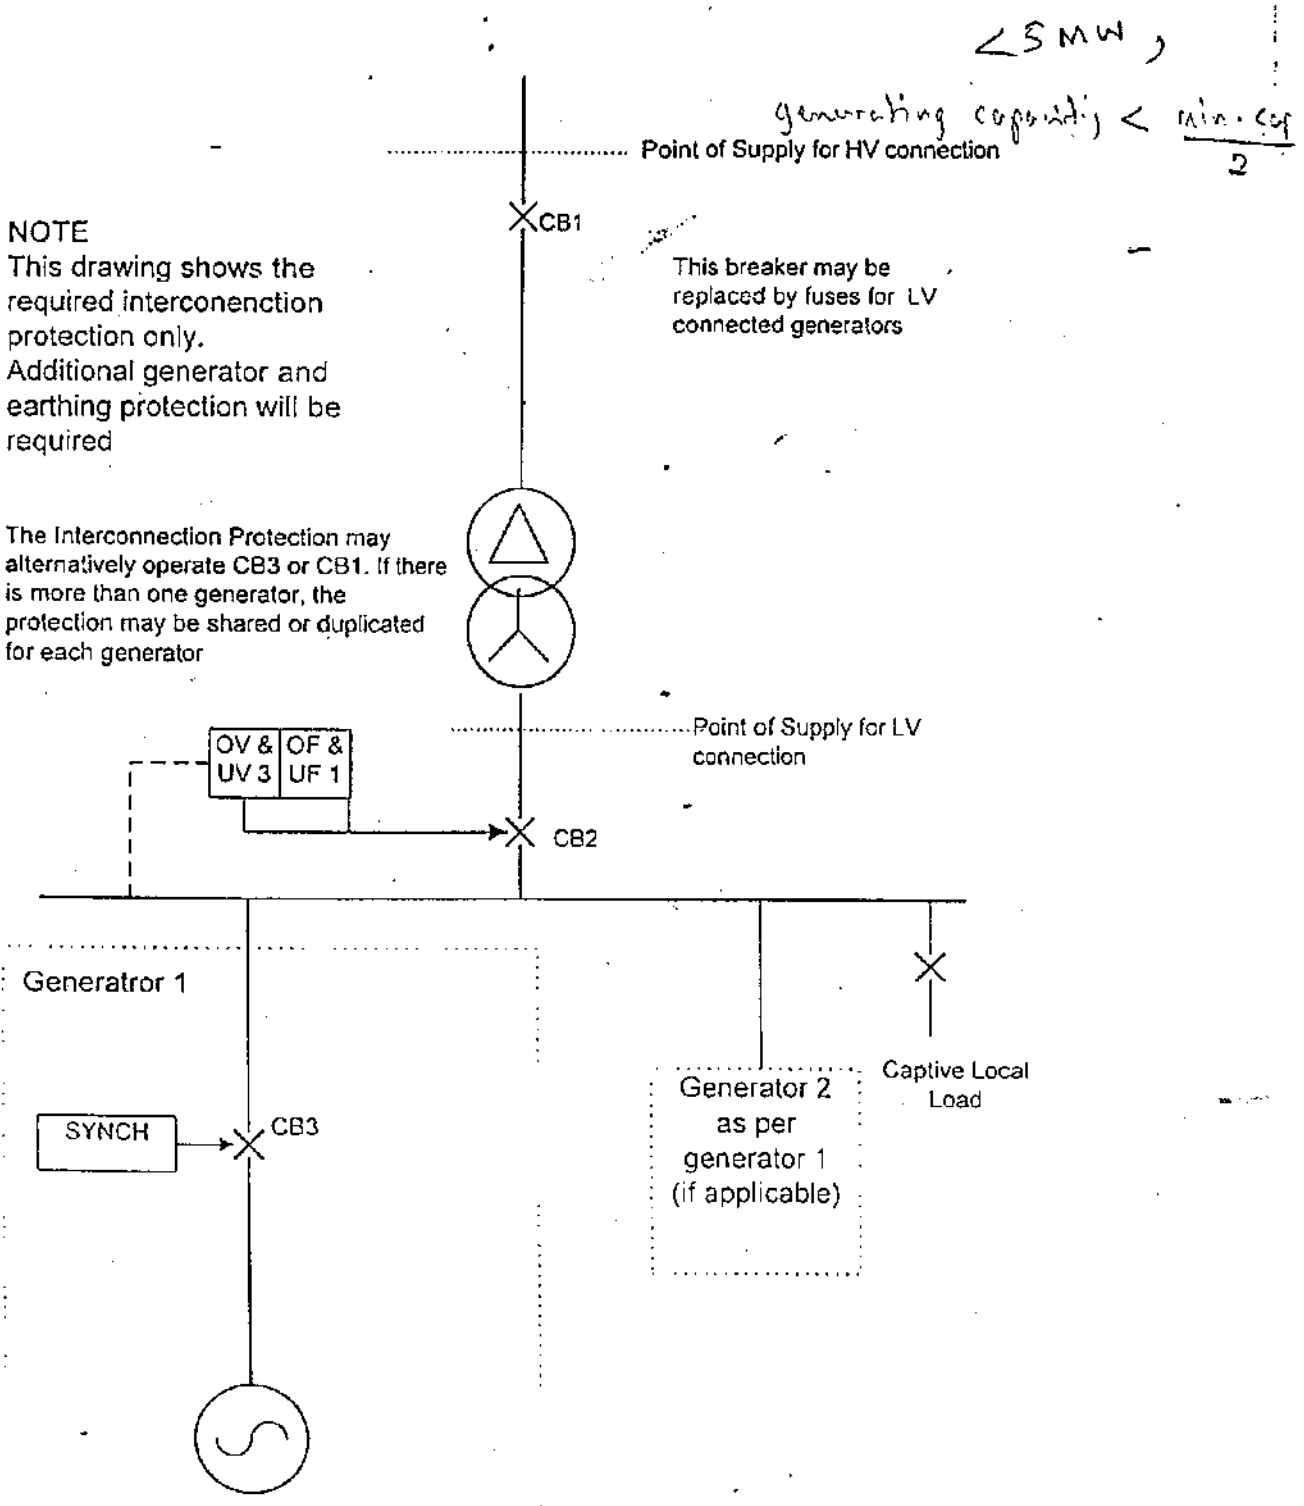 <5 MW,
generating capacity < min. cap
2
Point of Supply for HV connection
CB1
NOTE
This drawing shows the
required interconenction
protection only.
Additional generator and
earthing protection will be
required
This breaker may be
replaced by fuses for LV
connected generators
The Interconnection Protection may
alternatively operate CB3 or CB1. If there
is more than one generator, the
protection may be shared or duplicated
for each generator
Point of Supply for LV
connection
OV & OF &
UV 3 UF 1
CB2
Generatror 1
SYNCH
CB3
Generator 2
as per
generator 1
(if applicable)
Captive Local
Load